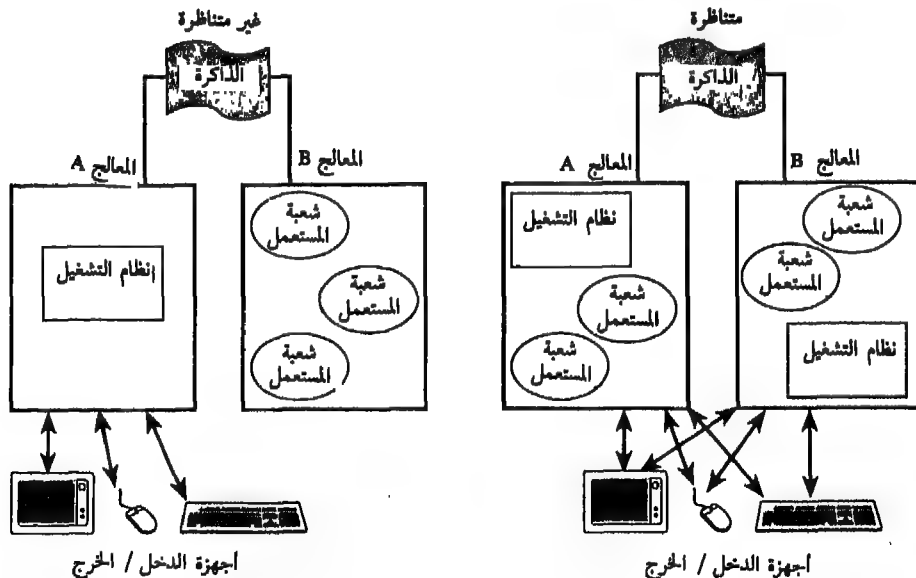 متناظرة
الذاكرة
المعالج A
المعالج B
نظام التشغيل
شعبة
المستعمل
شعبة
المستعمل
شعبة
المستعمل
شعبة
المستعمل
نظام التشغيل
أجهزة الدخل / الخرج
غير متناظرة
الذاكرة
المعالج A
المعالج B
نظام التشغيل
شعبة
المستعمل
شعبة
المستعمل
شعبة
المستعمل
أجهزة الدخل / الخرج